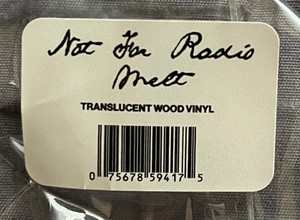 Not For Radio
Melt
TRANSLUCENT WOOD VINYL
0 75678 59417 5